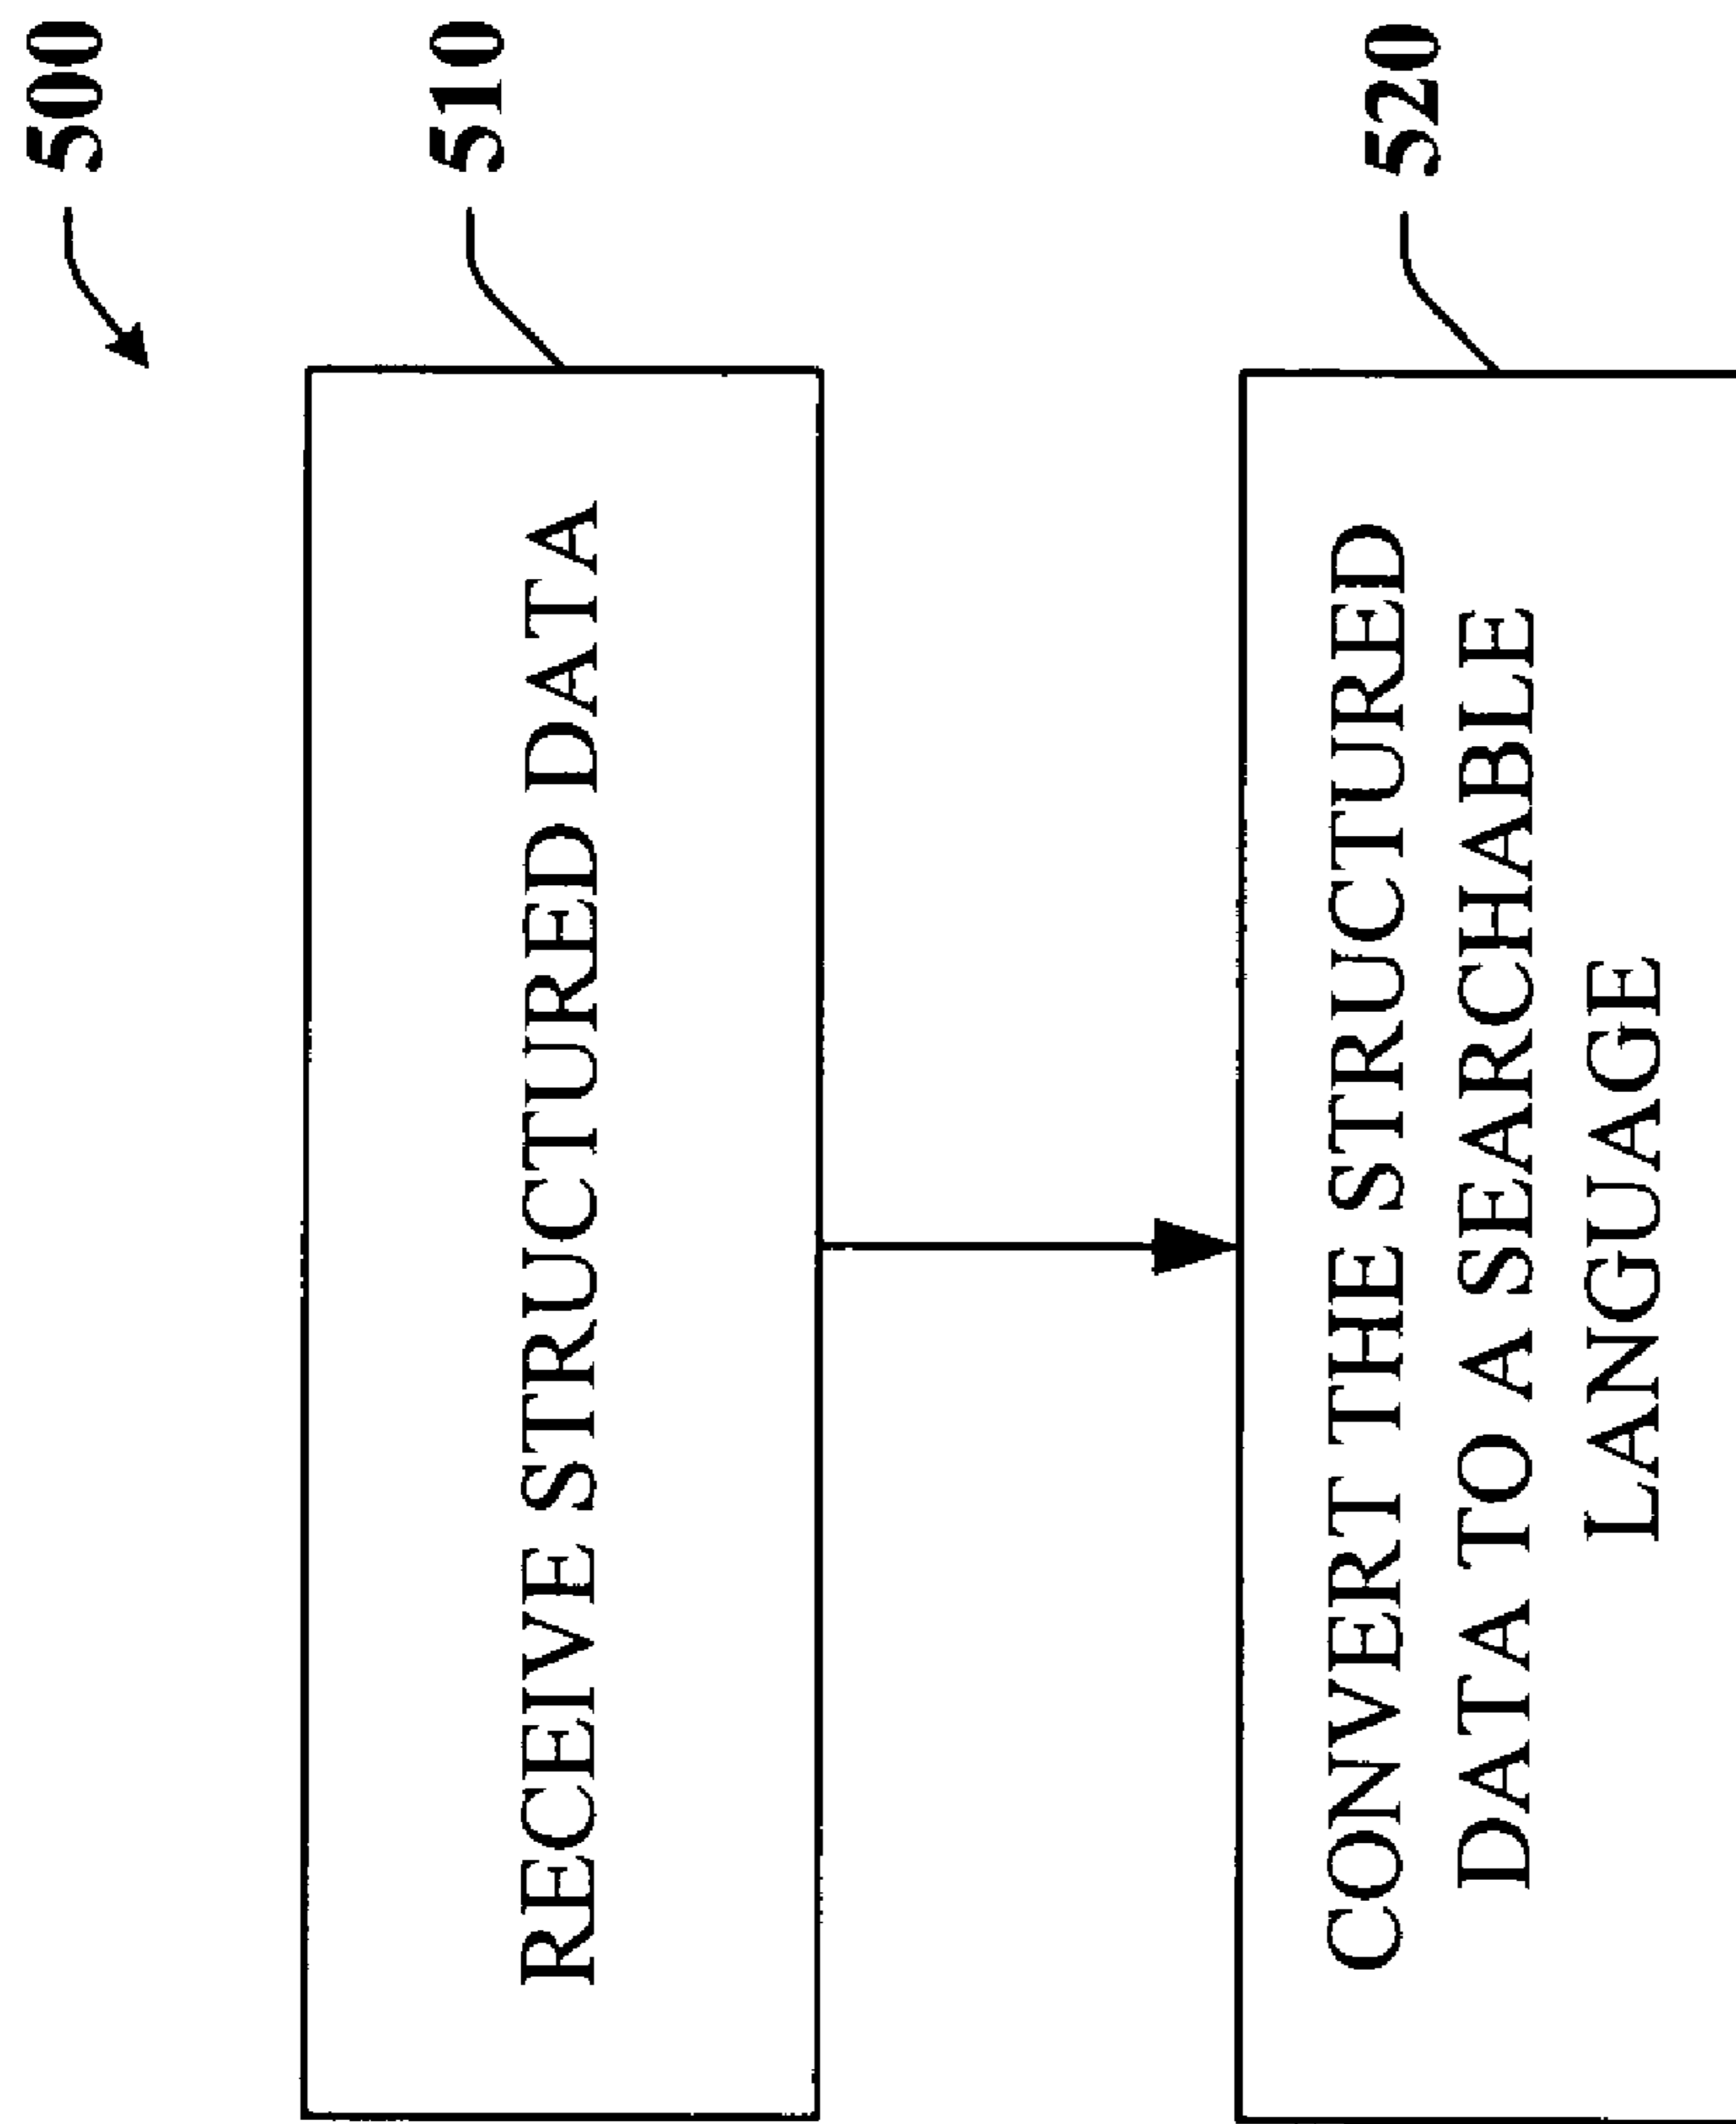 500
510
RECEIVE STRUCTURED DATA
520
CONVERT THE STRUCTURED
DATA TO A SEARCHABLE
LANGUAGE